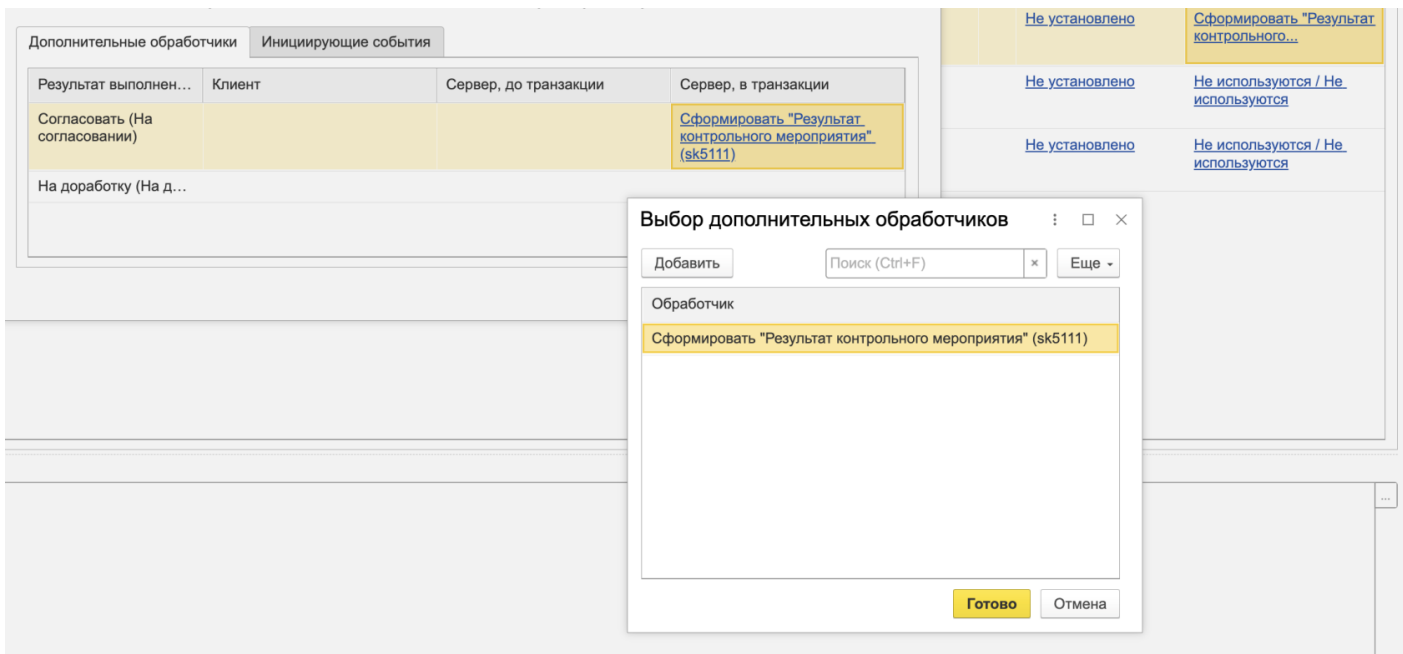 Дополнительные обработчики
Инициирующие события
Результат выполнен...
Клиент
Сервер, до транзакции
Сервер, в транзакции
Согласовать (На
согласовании)
Сформировать "Результат
контрольного мероприятия"
(sk5111)
На доработку (На д...
Не установлено
Сформировать "Результат
контрольного...
Не установлено
Не используются / Не
используются
Не установлено
Не используются / Не
используются
Выбор дополнительных обработчиков
Добавить
Поиск (Ctrl+F)
×
Еще
Обработчик
Сформировать "Результат контрольного мероприятия" (sk5111)
Готово
Отмена
...